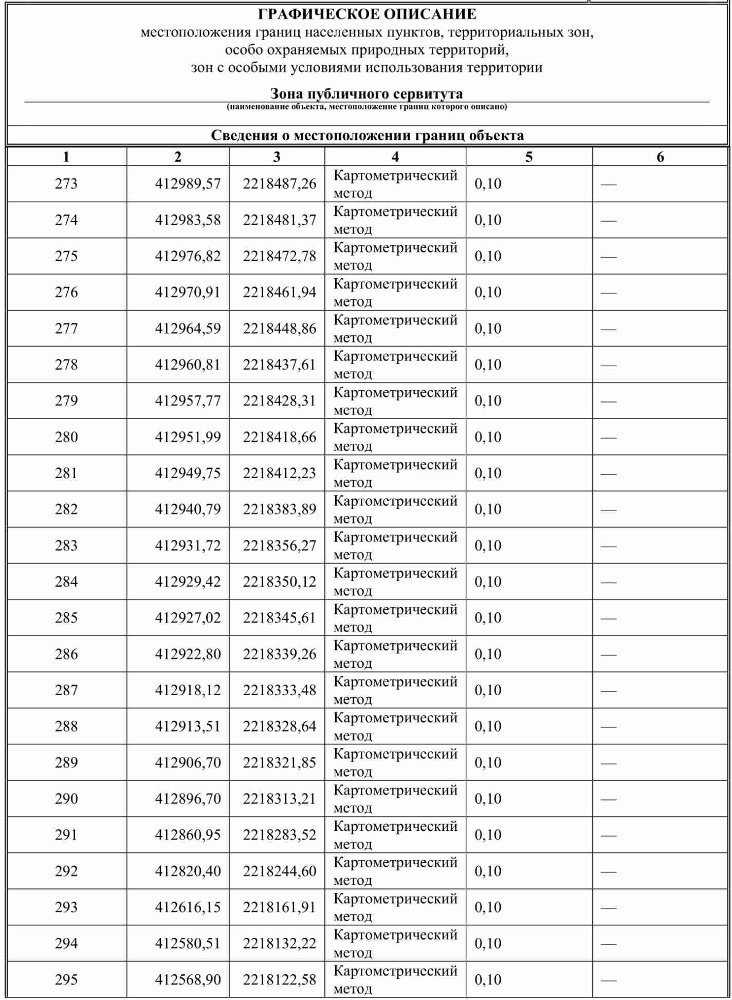 ГРАФИЧЕСКОЕ ОПИСАНИЕ
местоположения границ населенных пунктов, территориальных зон,
особо охраняемых природных территорий,
зон с особыми условиями использования территории
Зона публичного сервитута
(наименование объекта, местоположение границ которого описано)
Сведения о местоположении границ объекта
1 2 3 4 5 6
273 412989,57 2218487,26 Картометрический метод 0,10 —
274 412983,58 2218481,37 Картометрический метод 0,10 —
275 412976,82 2218472,78 Картометрический метод 0,10 —
276 412970,91 2218461,94 Картометрический метод 0,10 —
277 412964,59 2218448,86 Картометрический метод 0,10 —
278 412960,81 2218437,61 Картометрический метод 0,10 —
279 412957,77 2218428,31 Картометрический метод 0,10 —
280 412951,99 2218418,66 Картометрический метод 0,10 —
281 412949,75 2218412,23 Картометрический метод 0,10 —
282 412940,79 2218383,89 Картометрический метод 0,10 —
283 412931,72 2218356,27 Картометрический метод 0,10 —
284 412929,42 2218350,12 Картометрический метод 0,10 —
285 412927,02 2218345,61 Картометрический метод 0,10 —
286 412922,80 2218339,26 Картометрический метод 0,10 —
287 412918,12 2218333,48 Картометрический метод 0,10 —
288 412913,51 2218328,64 Картометрический метод 0,10 —
289 412906,70 2218321,85 Картометрический метод 0,10 —
290 412896,70 2218313,21 Картометрический метод 0,10 —
291 412860,95 2218283,52 Картометрический метод 0,10 —
292 412820,40 2218244,60 Картометрический метод 0,10 —
293 412616,15 2218161,91 Картометрический метод 0,10 —
294 412580,51 2218132,22 Картометрический метод 0,10 —
295 412568,90 2218122,58 Картометрический метод 0,10 —